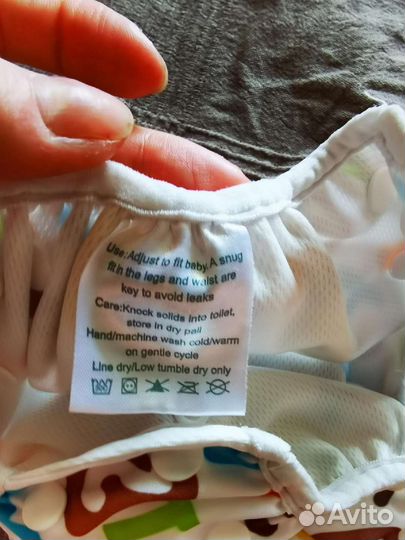 Use:Adjust to fit baby A snug
fit in the legs and waist are
key to avoid leaks
Care:Knock solids into toilet,
store in dry pail
Hand/machine wash cold/warm
on gentle cycle
Line dry/Low tumble dry only
Avito